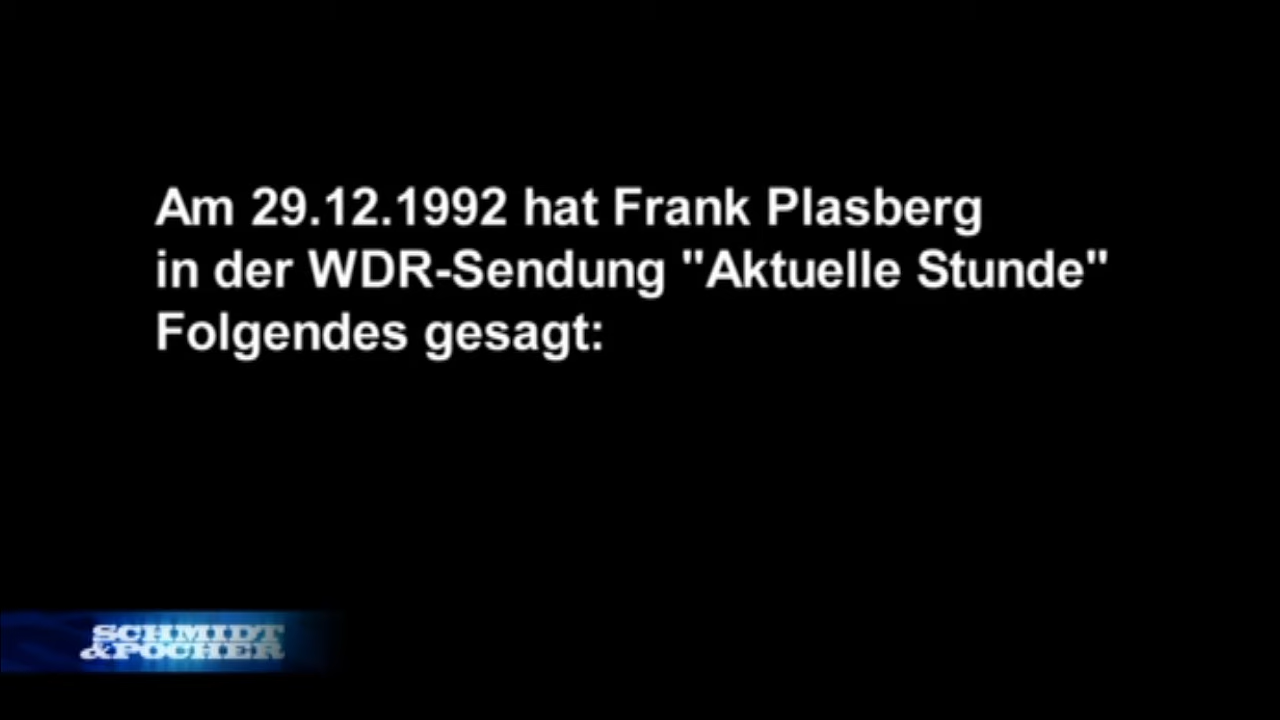 Am 29.12.1992 hat Frank Plasberg
in der WDR-Sendung "Aktuelle Stunde"
Folgendes gesagt:
SCHMIDT
&POCHER